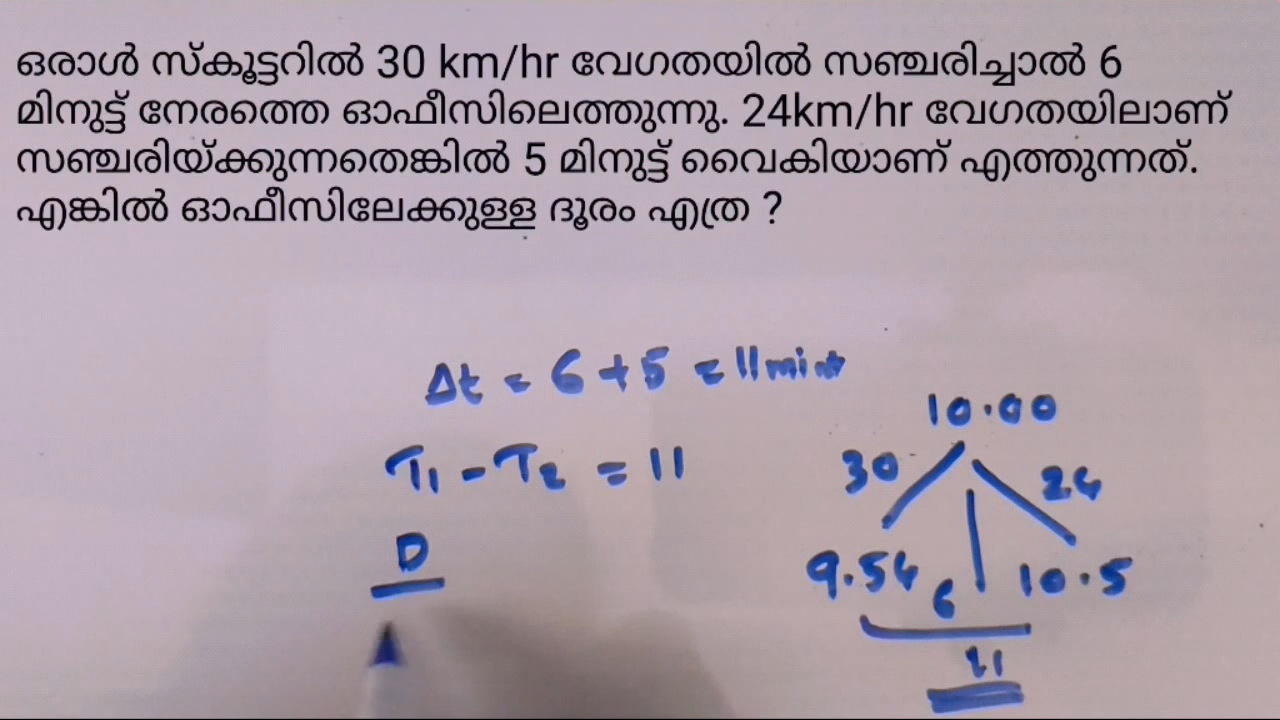 ഒരാൾ സ്കൂട്ടറിൽ 30 km/hr വേഗതയിൽ സഞ്ചരിച്ചാൽ 6
മിനുട്ട് നേരത്തെ ഓഫീസിലെത്തുന്നു. 24km/hr വേഗതയിലാണ്
സഞ്ചരിയ്ക്കുന്നതെങ്കിൽ 5 മിനുട്ട് വൈകിയാണ് എത്തുന്നത്.
എങ്കിൽ ഓഫീസിലേക്കുള്ള ദൂരം എത്ര ?
Δt = 6 + 5 = 11 mint
10.00
T1 - T2 = 11
30 24
D
9.54 6 10.5
11